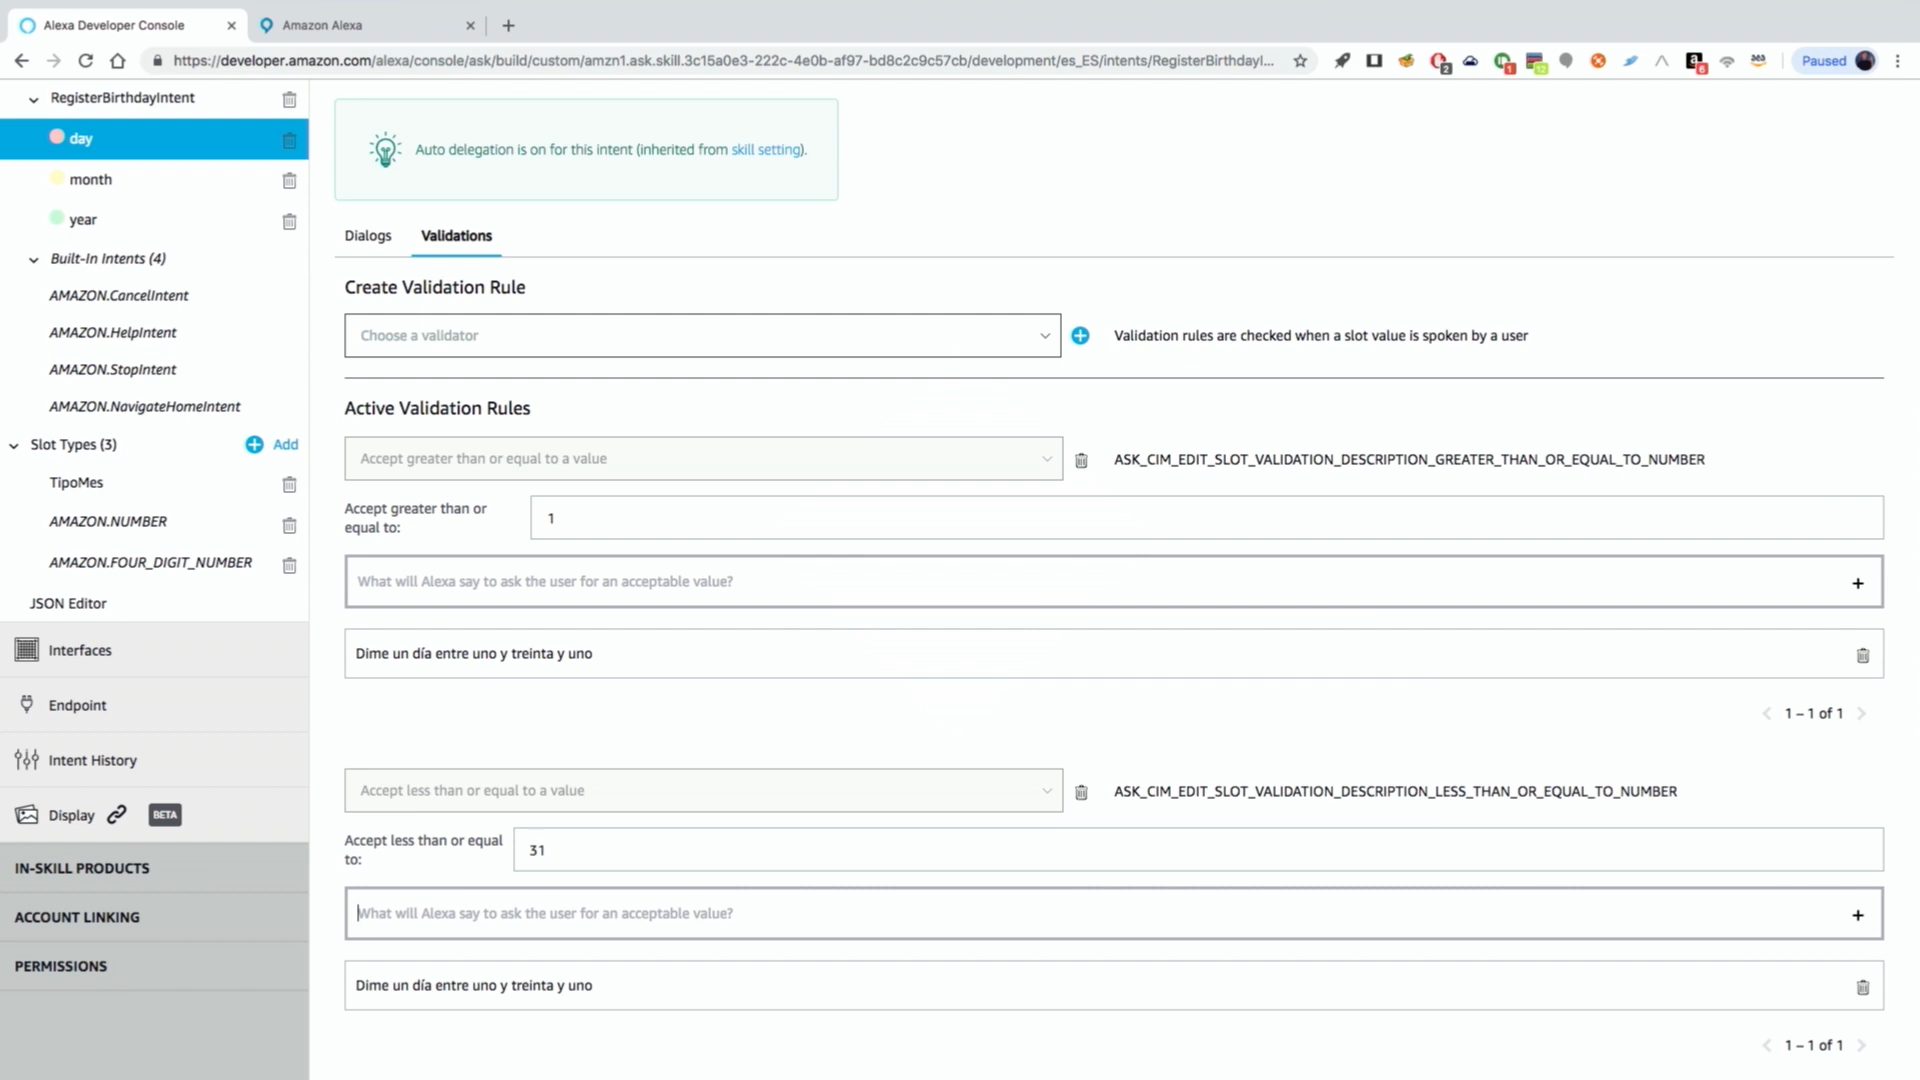 Alexa Developer Console
Amazon Alexa
https://developer.amazon.com/alexa/console/ask/build/custom/amzn1.ask.skill.3c15a0e3-222c-4e0b-af97-bd8c2c9c57cb/development/es_ES/intents/RegisterBirthdayI...
2
1
12
6
Paused
RegisterBirthdayIntent
day
month
year
Built-In Intents (4)
AMAZON.CancelIntent
AMAZON.HelpIntent
AMAZON.StopIntent
AMAZON.NavigateHomeIntent
Slot Types (3)
Add
TipoMes
AMAZON.NUMBER
AMAZON.FOUR_DIGIT_NUMBER
JSON Editor
Interfaces
Endpoint
Intent History
Display
BETA
IN-SKILL PRODUCTS
ACCOUNT LINKING
PERMISSIONS
Auto delegation is on for this intent (inherited from skill setting).
Dialogs
Validations
Create Validation Rule
Choose a validator
Validation rules are checked when a slot value is spoken by a user
Active Validation Rules
Accept greater than or equal to a value
ASK_CIM_EDIT_SLOT_VALIDATION_DESCRIPTION_GREATER_THAN_OR_EQUAL_TO_NUMBER
Accept greater than or
equal to:
1
What will Alexa say to ask the user for an acceptable value?
Dime un día entre uno y treinta y uno
1 – 1 of 1
Accept less than or equal to a value
ASK_CIM_EDIT_SLOT_VALIDATION_DESCRIPTION_LESS_THAN_OR_EQUAL_TO_NUMBER
Accept less than or equal
to:
31
What will Alexa say to ask the user for an acceptable value?
Dime un día entre uno y treinta y uno
1 – 1 of 1